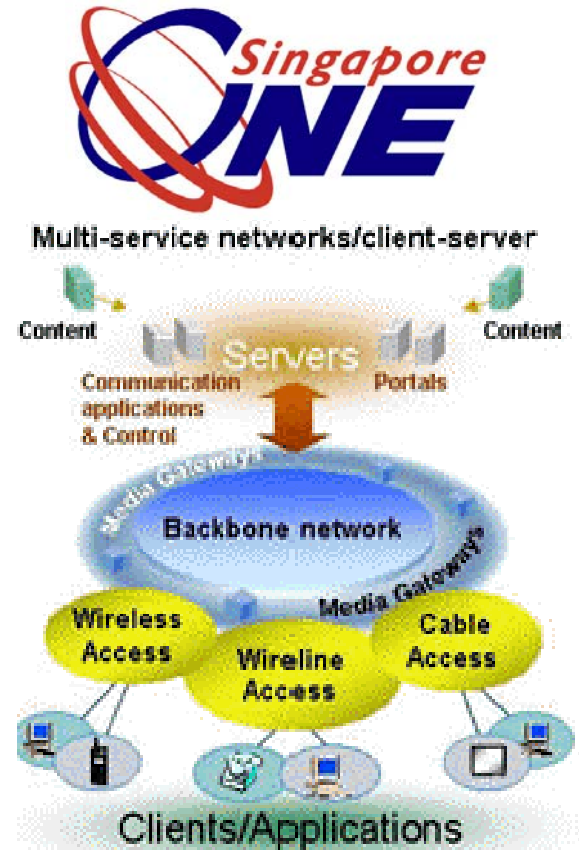 Singapore
ONE
Multi-service networks/client-server
Content
Content
Servers
Communication
applications
& Control
Portals
Media Gateways
Backbone network
Media Gateways
Wireless
Access
Wireline
Access
Cable
Access
Clients/Applications